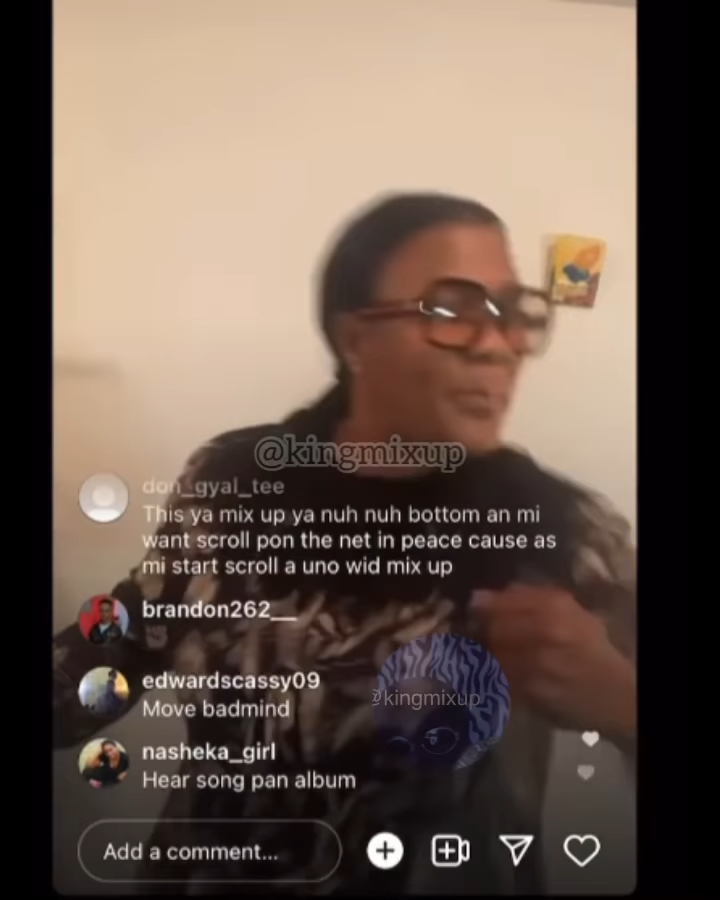 @kingmixup
don_gyal_tee
This ya mix up ya nuh nuh bottom an mi
want scroll pon the net in peace cause as
mi start scroll a uno wid mix up
brandon262__
edwardscassy09
@kingmixup
Move badmind
nasheka_girl
Hear song pan album
Add a comment...